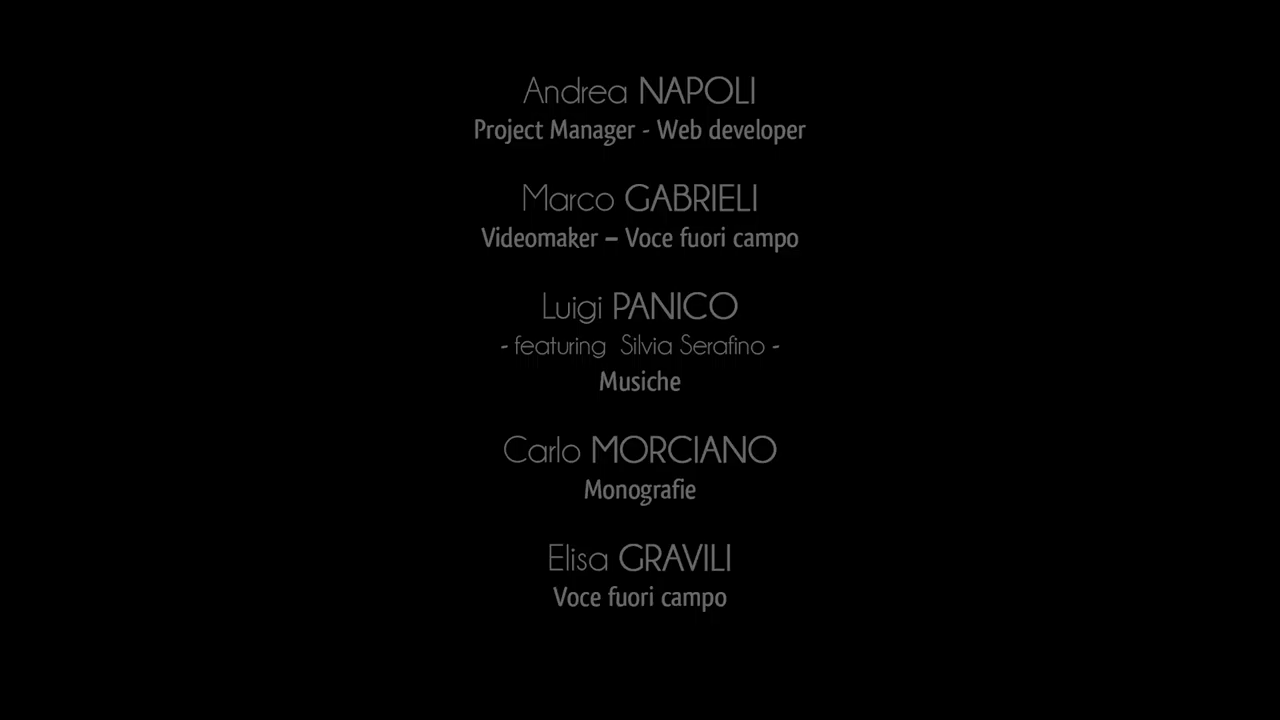 Andrea NAPOLI
Project Manager - Web developer
Marco GABRIELI
Videomaker – Voce fuori campo
Luigi PANICO
- featuring Silvia Serafino -
Musiche
Carlo MORCIANO
Monografie
Elisa GRAVILI
Voce fuori campo